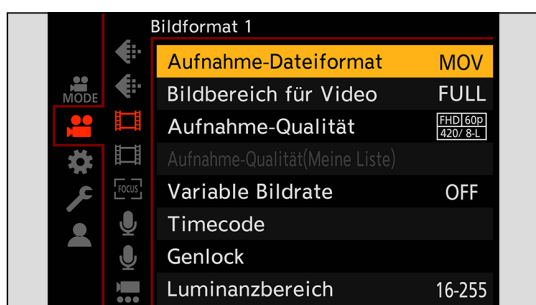 Bildformat 1
Aufnahme-Dateiformat MOV
MODE
Bildbereich für Video FULL
Aufnahme-Qualität FHD 60p 420/ 8-L
Aufnahme-Qualität(Meine Liste)
FOCUS
Variable Bildrate OFF
Timecode
Genlock
Luminanzbereich 16-255